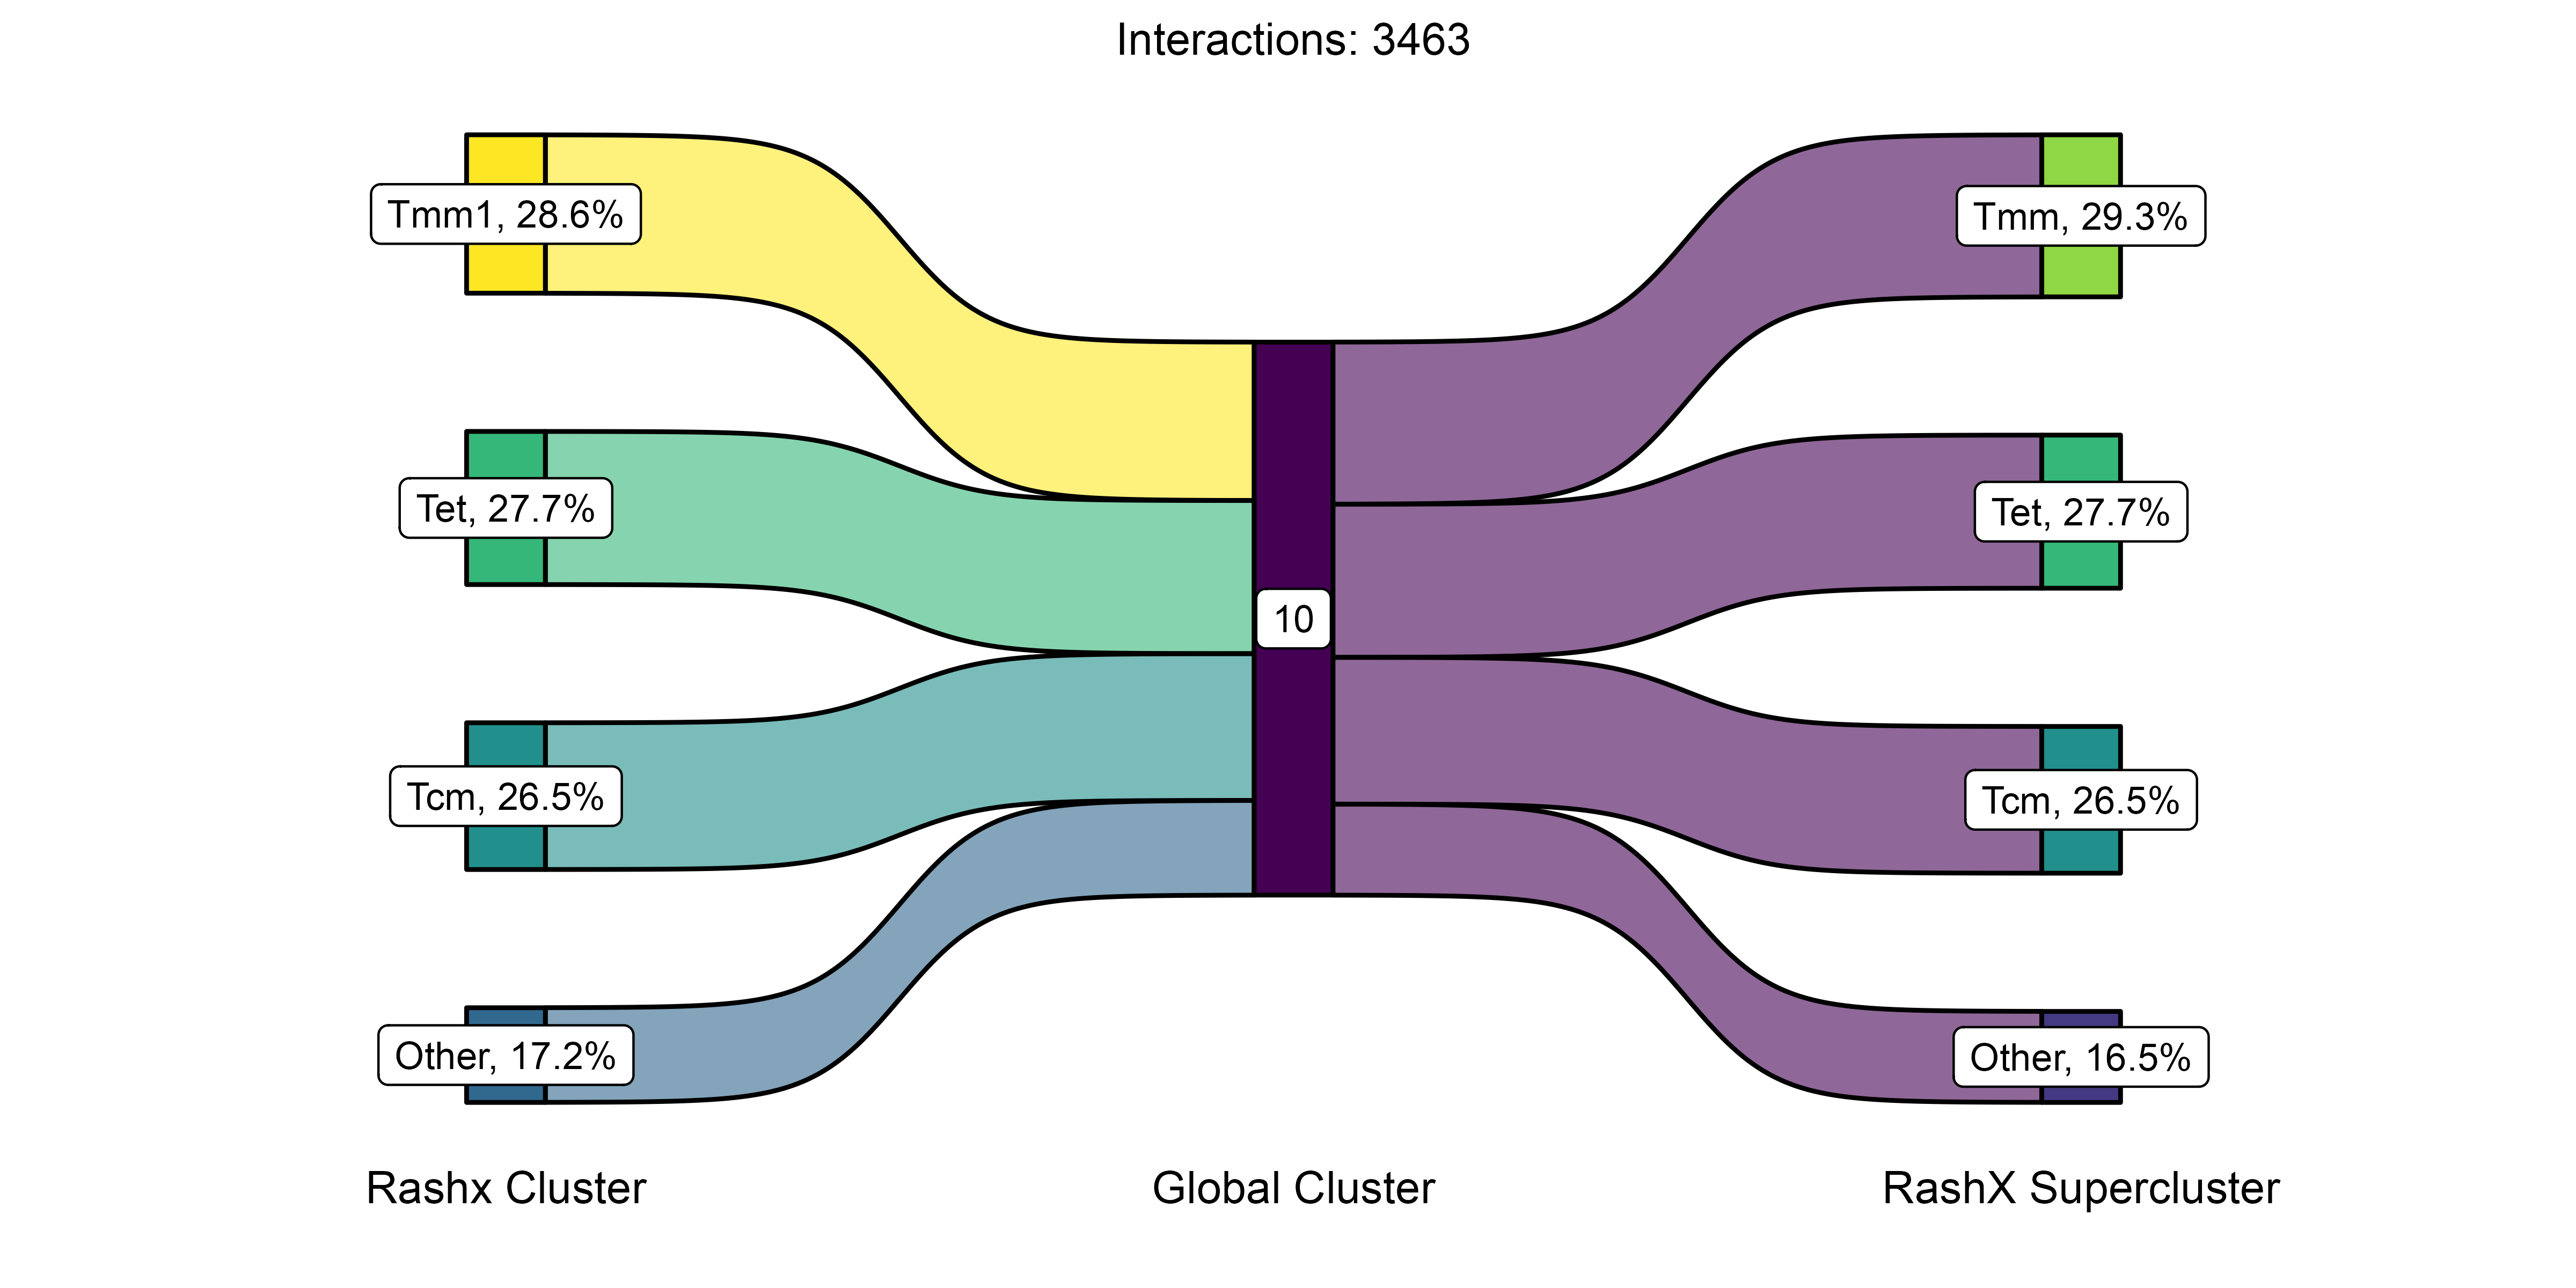 Interactions: 3463
Tmm1, 28.6%
Tmm, 29.3%
Tet, 27.7%
Tet, 27.7%
10
Tcm, 26.5%
Tcm, 26.5%
Other, 17.2%
Other, 16.5%
Rashx Cluster
Global Cluster
RashX Supercluster